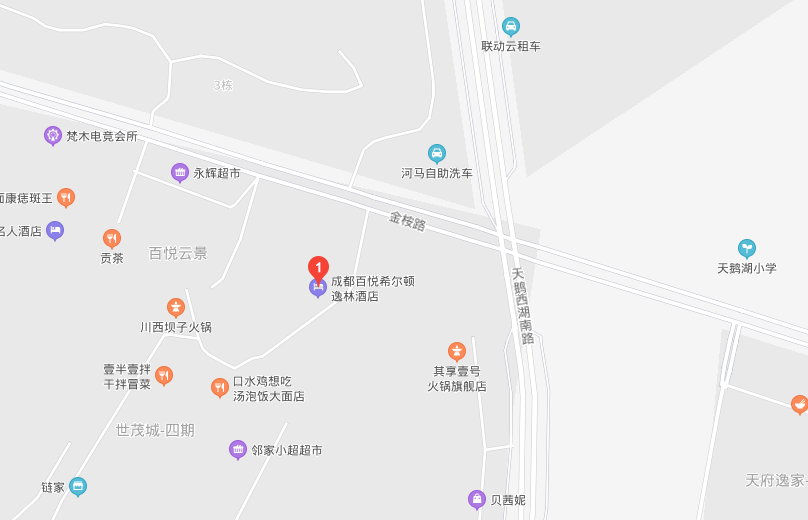 联动云租车
3栋
梵木电竞会所
河马自助洗车
永辉超市
康痞斑王
名人酒店
金桉路
贡茶
百悦云景
天鹅湖小学
1
成都百悦希尔顿
逸林酒店
天鹅西湖南路
川西坝子火锅
其享壹号
火锅旗舰店
壹半壹拌
干拌冒菜
口水鸡想吃
汤泡饭大面店
世茂城-四期
邻家小超超市
链家
天府逸家-
贝茜妮